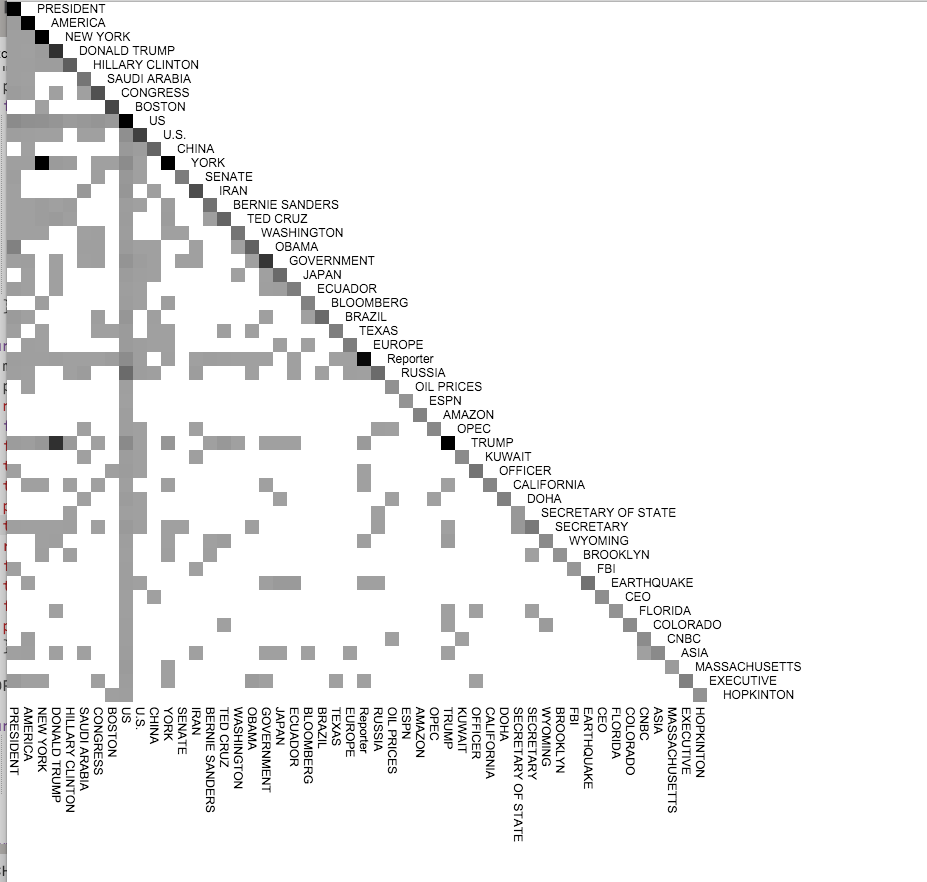 PRESIDENT
AMERICA
NEW YORK
DONALD TRUMP
HILLARY CLINTON
SAUDI ARABIA
CONGRESS
BOSTON
US
U.S.
CHINA
YORK
SENATE
IRAN
BERNIE SANDERS
TED CRUZ
WASHINGTON
OBAMA
GOVERNMENT
JAPAN
ECUADOR
BLOOMBERG
BRAZIL
TEXAS
EUROPE
Reporter
RUSSIA
OIL PRICES
ESPN
AMAZON
OPEC
TRUMP
KUWAIT
OFFICER
CALIFORNIA
DOHA
SECRETARY OF STATE
SECRETARY
WYOMING
BROOKLYN
FBI
EARTHQUAKE
CEO
FLORIDA
COLORADO
CNBC
ASIA
MASSACHUSETTS
EXECUTIVE
HOPKINTON
PRESIDENT
AMERICA
NEW YORK
DONALD TRUMP
HILLARY CLINTON
SAUDI ARABIA
CONGRESS
BOSTON
US
U.S.
CHINA
YORK
SENATE
IRAN
BERNIE SANDERS
TED CRUZ
WASHINGTON
OBAMA
GOVERNMENT
JAPAN
ECUADOR
BLOOMBERG
BRAZIL
TEXAS
EUROPE
Reporter
RUSSIA
OIL PRICES
ESPN
AMAZON
OPEC
TRUMP
KUWAIT
OFFICER
CALIFORNIA
DOHA
SECRETARY OF STATE
SECRETARY
WYOMING
BROOKLYN
FBI
EARTHQUAKE
CEO
FLORIDA
COLORADO
CNBC
ASIA
MASSACHUSETTS
EXECUTIVE
HOPKINTON